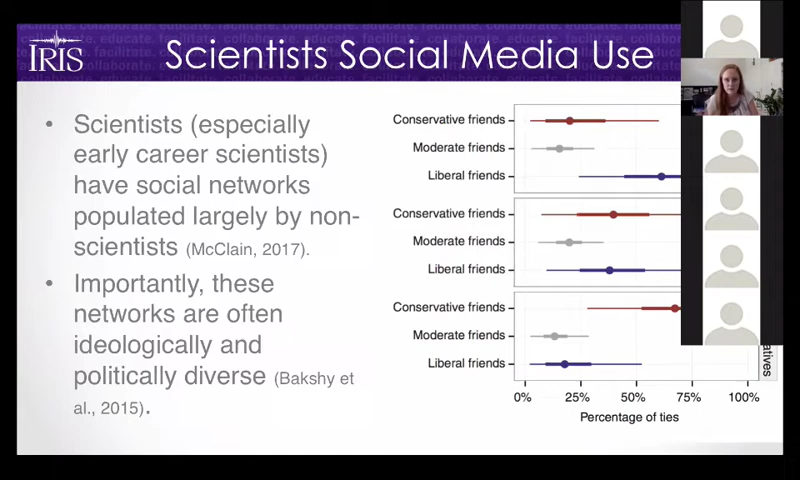 IRIS
Scientists Social Media Use
• Scientists (especially
early career scientists)
have social networks
populated largely by non-
scientists (McClain, 2017).
• Importantly, these
networks are often
ideologically and
politically diverse (Bakshy et
al., 2015).
Conservative friends
Moderate friends
Liberal friends
Conservative friends
Moderate friends
Liberal friends
Conservative friends
Moderate friends
Liberal friends
atives
0% 25% 50% 75% 100%
Percentage of ties